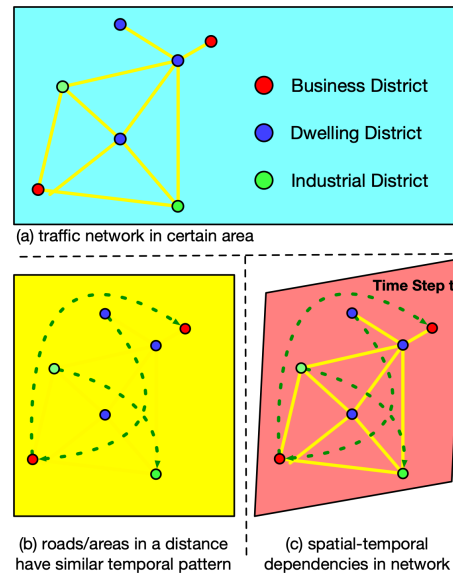 Business District
Dwelling District
Industrial District
(a) traffic network in certain area
Time Step t
(b) roads/areas in a distance
have similar temporal pattern
(c) spatial-temporal
dependencies in network